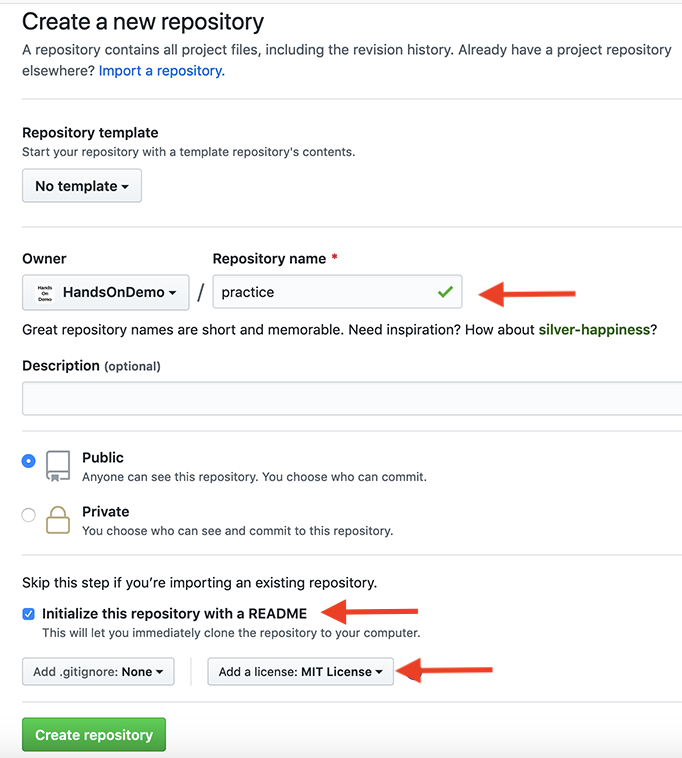 Create a new repository
A repository contains all project files, including the revision history. Already have a project repository
elsewhere? Import a repository.
Repository template
Start your repository with a template repository's contents.
No template
Owner
Repository name *
Hands
On
Demo
HandsOnDemo
/
practice
Great repository names are short and memorable. Need inspiration? How about silver-happiness?
Description (optional)
Public
Anyone can see this repository. You choose who can commit.
Private
You choose who can see and commit to this repository.
Skip this step if you’re importing an existing repository.
Initialize this repository with a README
This will let you immediately clone the repository to your computer.
Add .gitignore: None
Add a license: MIT License
Create repository